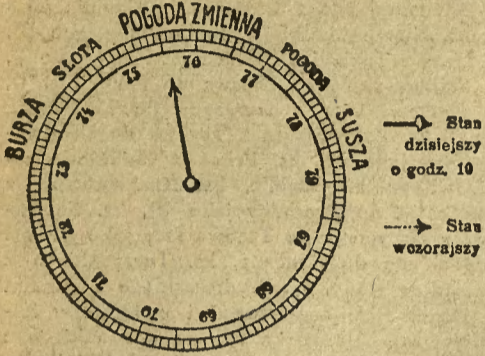 POGODA ZMIENNA
SŁOTA
POGODA
BURZA
SUSZA
76
75
77
74
78
73
79
72
67
71
68
70
69
Stan
dzisiejszy
o godz. 10
Stan
wczorajszy